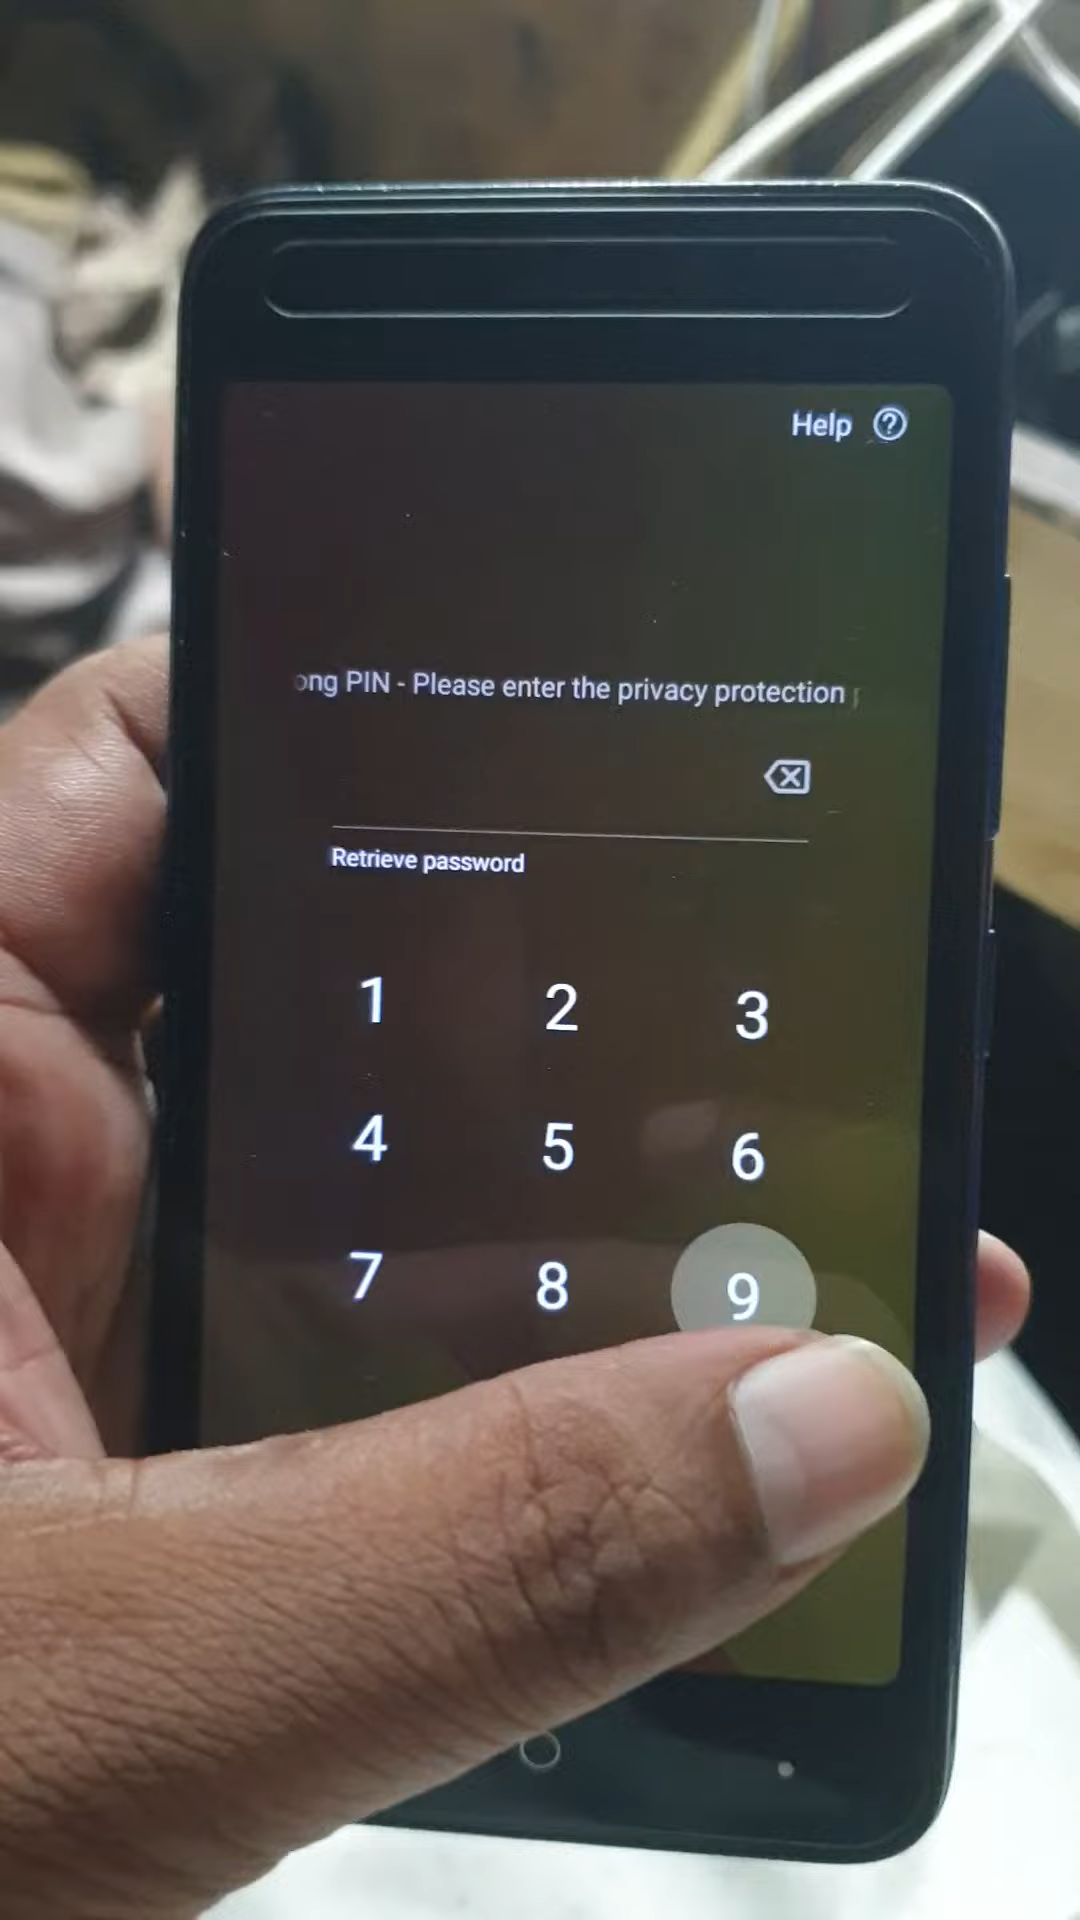 Help
ong PIN - Please enter the privacy protection
Retrieve password
1 2 3
4 5 6
7 8 9